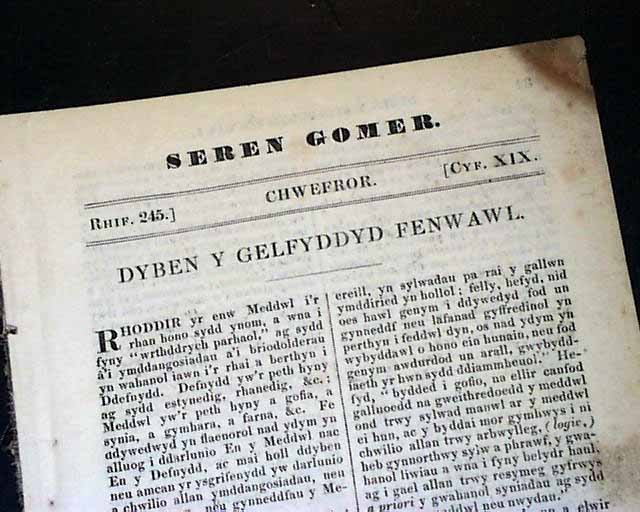 SEREN GOMER.
RHIF. 245.]
CHWEFROR.
[CYF. XIX.
DYBEN Y GELFYDDYD FENWAWL.
RHODDIR yr enw Meddwl i'r
rhan hono sydd ynom, a wna i
fyny "wrthddrych parhaol," ag sydd
a'i ymddangosiadau a'i briodolderau
yn wahanol iawn i'r rhai a berthyn i
Ddefnydd. Defnydd yw'r peth hyny
ag sydd estynedig, rhanedig, &c.;
Meddwl yw'r peth hyny a gofia, a
synia, a gymhara, a farna, &c. Fe
ddywedwyd yn flaenorol nad ydym yn
alluog i ddarlunio En y Meddwl nac
En y Defnydd, ac mai holl ddyben
neu amcan yr ysgrifenydd yw darlunio
a chwilio allan ymddangosiadau, neu
neu gynneddfau y Me-
ereill, yn sylwadau pa rai y gallwn
ymddiried yn hollol: felly, hefyd, nid
oes hawl genym i ddywedyd fod un
gynneddf neu lafanad gyffredinol yn
perthyn i feddwl dyn, os nad ydym yn
wybyddawl o hono ein hunain, neu fod
genym awdurdod un arall, gwybydd-
iaeth yr hwn sydd ddiammheuol." He-
fyd, "bydded i gofio, na ellir canfod
galluoedd na gweithredoedd y meddwl
ond trwy sylwad manwl ar y meddwl
ei hun, ac y byddai mor gymhwys i ni
chwilio allan trwy arbwylleg, (logic,)
heb gynnorthwy sylw a phrawf, y gwa-
hanol liwiau a wna i fyny belydr haul,
ag i gael allan trwy resymeg gyfrwys
a priori y gwahanol syniadau ag sydd
meddwl neu nwydau."